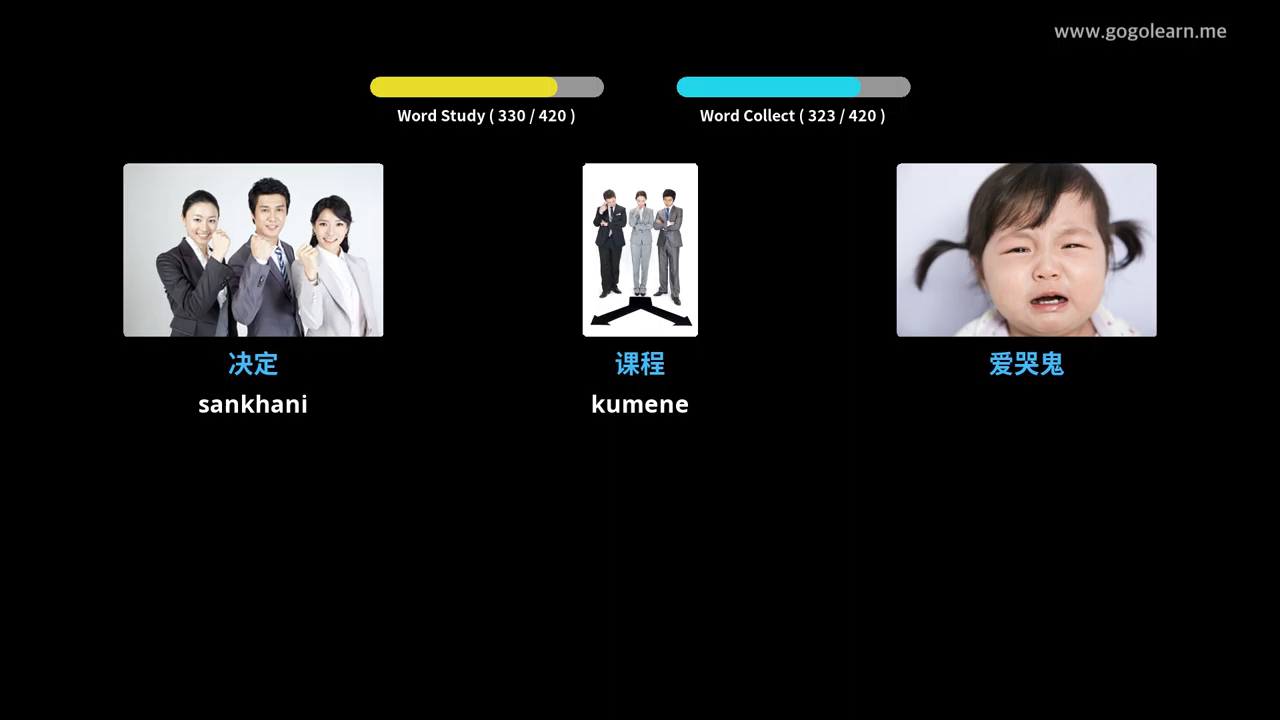 www.gogolearn.me
Word Study ( 330 / 420 )
Word Collect ( 323 / 420 )
决定
课程
爱哭鬼
sankhani
kumene